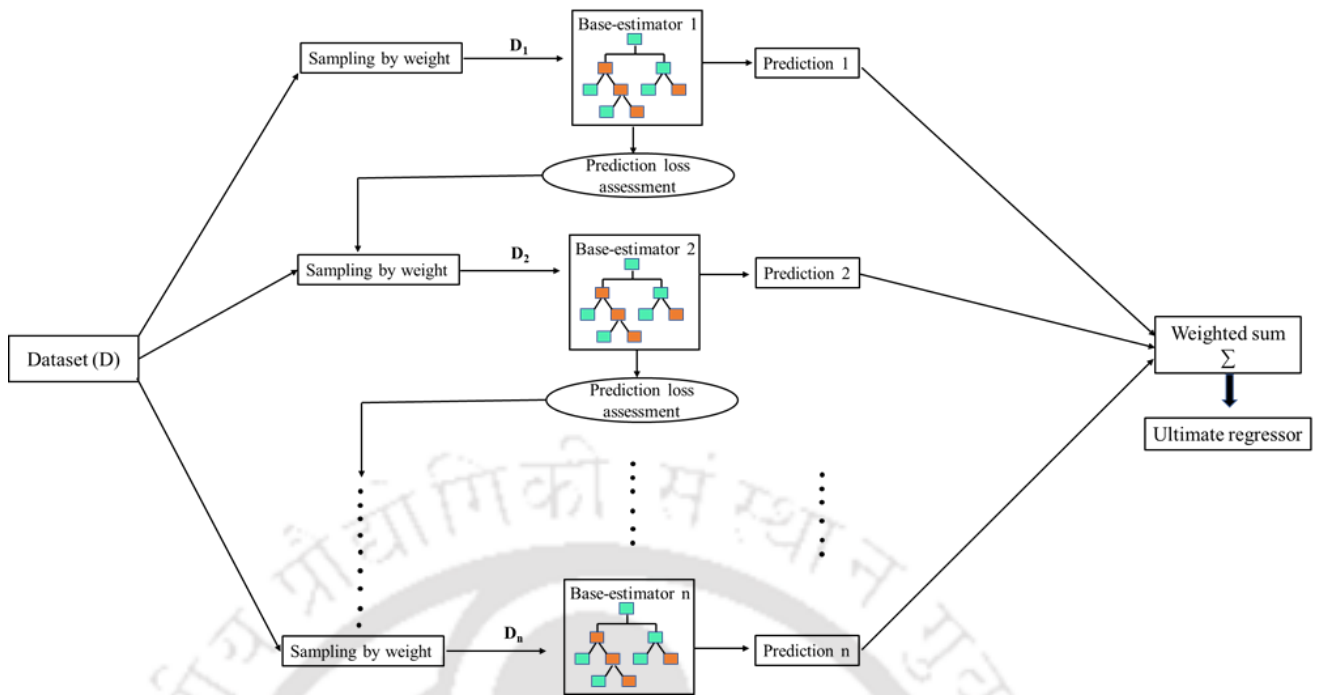 Base-estimator 1
Sampling by weight
D1
Prediction 1
Prediction loss
assessment
Base-estimator 2
Sampling by weight
D2
Prediction 2
Dataset (D)
Weighted sum
∑
Prediction loss
assessment
Ultimate regressor
प्रौद्योगिकी संस्थान
Base-estimator n
Sampling by weight
Dn
Prediction n